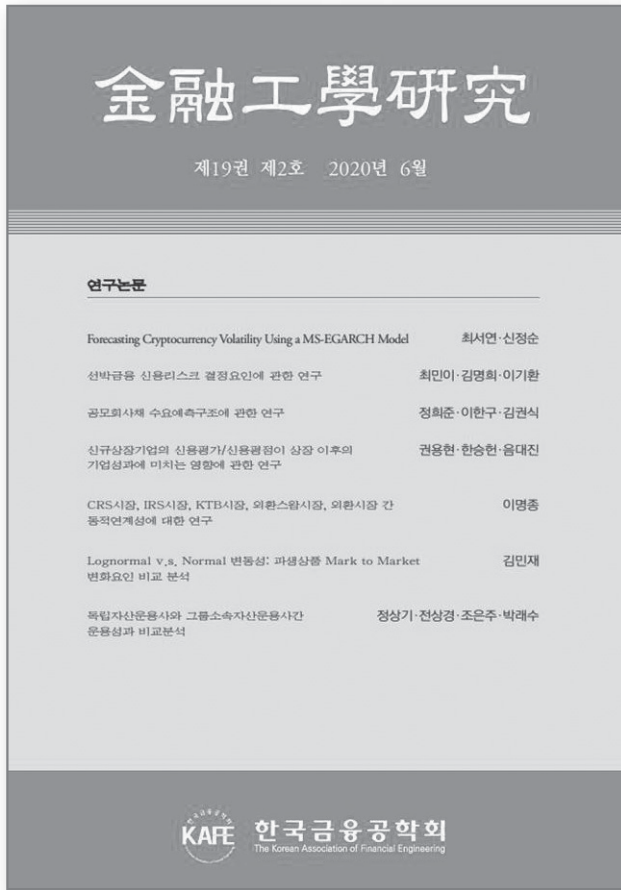 金融工學硏究
제19권 제2호 2020년 6월
연구논문
Forecasting Cryptocurrency Volatility Using a MS-EGARCH Model 최서연·신정순
선박금융 신용리스크 결정요인에 관한 연구 최민이·김명희·이기환
공모회사채 수요예측구조에 관한 연구 정희준·이한구·김권식
신규상장기업의 신용평가/신용평점이 상장 이후의 권용현·한승헌·음대진
기업성과에 미치는 영향에 관한 연구
CRS시장, IRS시장, KTB시장, 외환스왑시장, 외환시장 간 이명종
동적연계성에 대한 연구
Lognormal v.s. Normal 변동성: 파생상품 Mark to Market 김민재
변화요인 비교 분석
독립자산운용사와 그룹소속자산운용사간 정상기·전상경·조은주·박래수
운용성과 비교분석
한국금융공학회
KAFE 한국금융공학회
The Korean Association of Financial Engineering